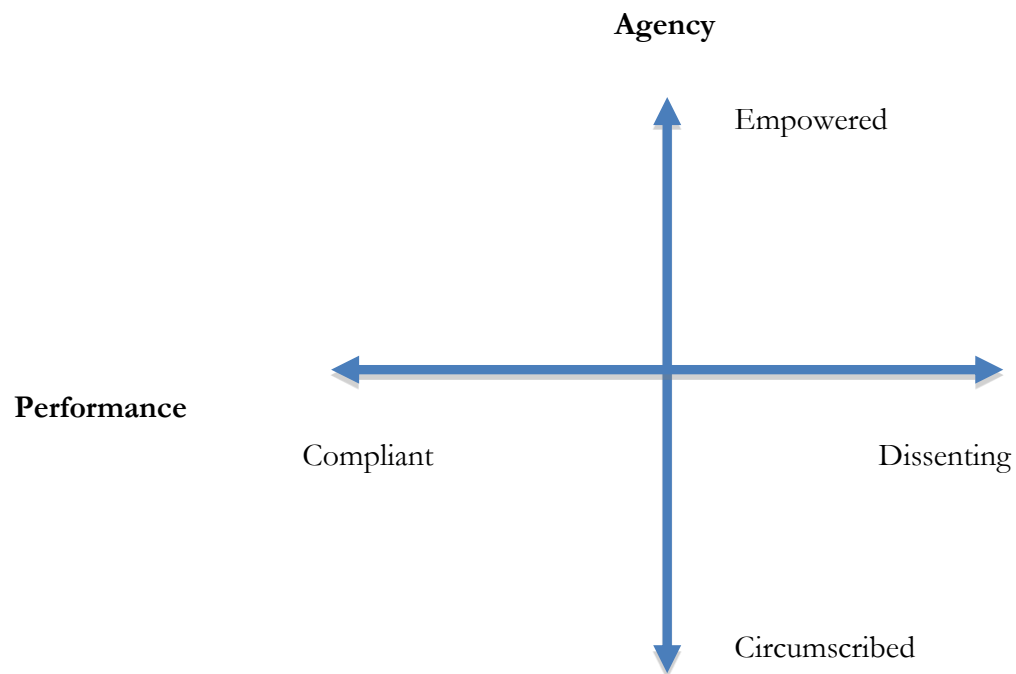 Agency
Empowered
Performance
Compliant
Dissenting
Circumscribed